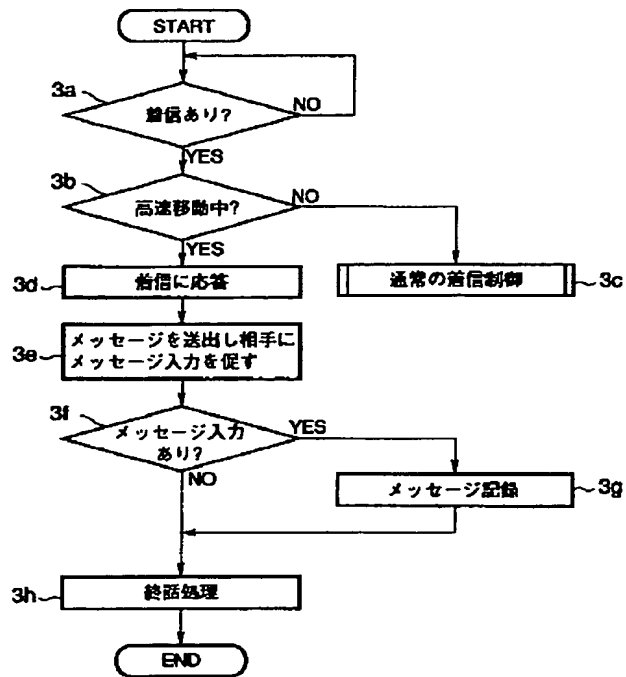 START
3a
着信あり?
NO
YES
3b
高速移動中?
NO
YES
3d
着信に応答
通常の着信制御
3c
3e
メッセージを送出し相手に
メッセージ入力を促す
3f
メッセージ入力
あり?
YES
NO
メッセージ記録
3g
3h
終話処理
END